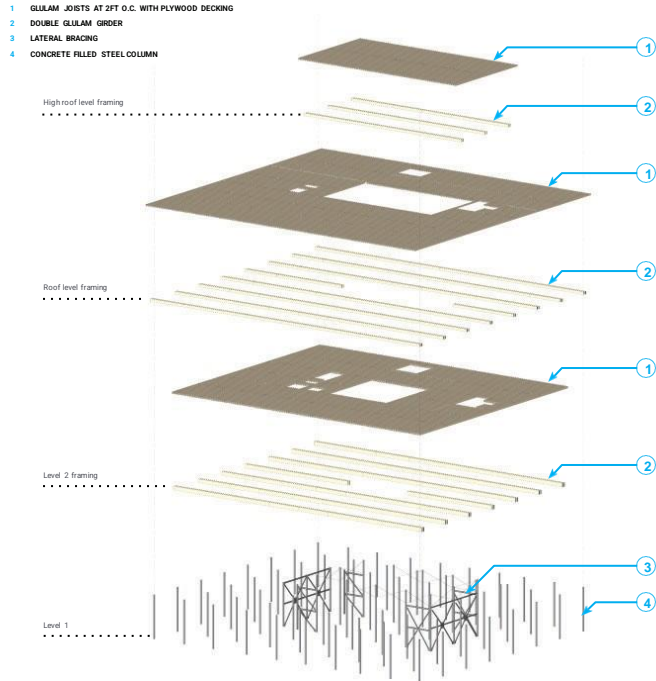 1 GLULAM JOISTS AT 2FT O.C. WITH PLYWOOD DECKING
2 DOUBLE GLULAM GIRDER
3 LATERAL BRACING
4 CONCRETE FILLED STEEL COLUMN
1
High roof level framing
2
1
2
Roof level framing
1
2
Level 2 framing
3
4
Level 1